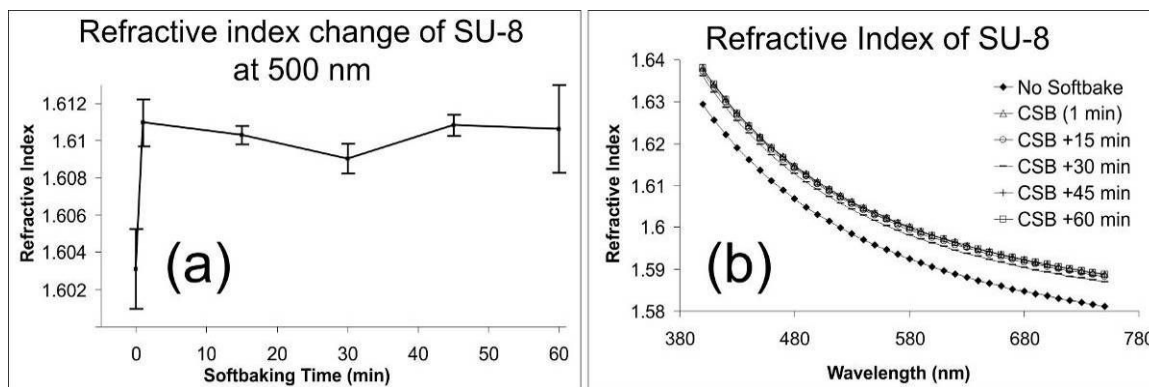 Refractive index change of SU-8
at 500 nm
Refractive Index
1.612
1.610
1.608
1.606
1.604
1.602
(a)
0 10 20 30 40 50 60
Softbaking Time (min)
Refractive Index of SU-8
Refractive Index
1.64
1.63
1.62
1.61
1.6
1.59
1.58
No Softbake
CSB (1 min)
CSB +15 min
CSB +30 min
CSB +45 min
CSB +60 min
(b)
380 480 580 680 780
Wavelength (nm)